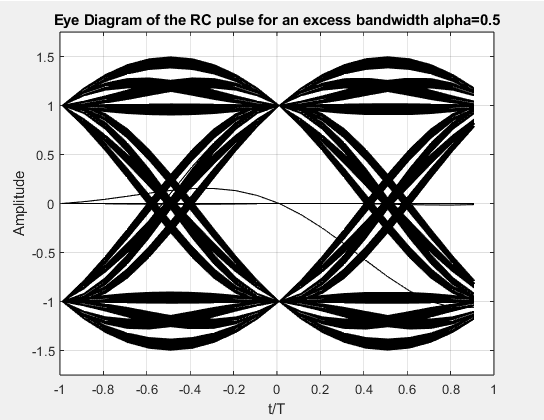 Eye Diagram of the RC pulse for an excess bandwidth alpha=0.5
1.5
1
0.5
0
-0.5
-1
-1.5
Amplitude
-1 -0.8 -0.6 -0.4 -0.2 0 0.2 0.4 0.6 0.8 1
t/T